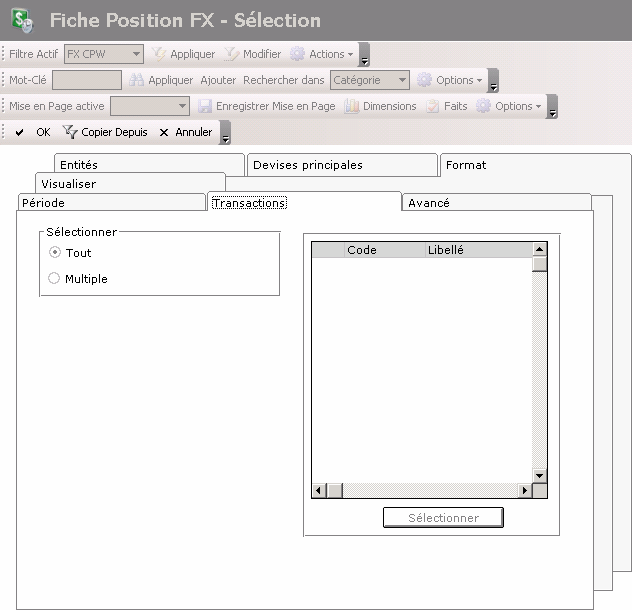 Fiche Position FX - Sélection
Filtre Actif FX CPW Appliquer Modifier Actions
Mot-Clé Appliquer Ajouter Rechercher dans Catégorie Options
Mise en Page active Enregistrer Mise en Page Dimensions Faits Options
OK Copier Depuis Annuler
Entités Devises principales Format
Visualiser
Période Transactions Avancé
Sélectionner
Tout
Multiple
Code Libellé
Sélectionner